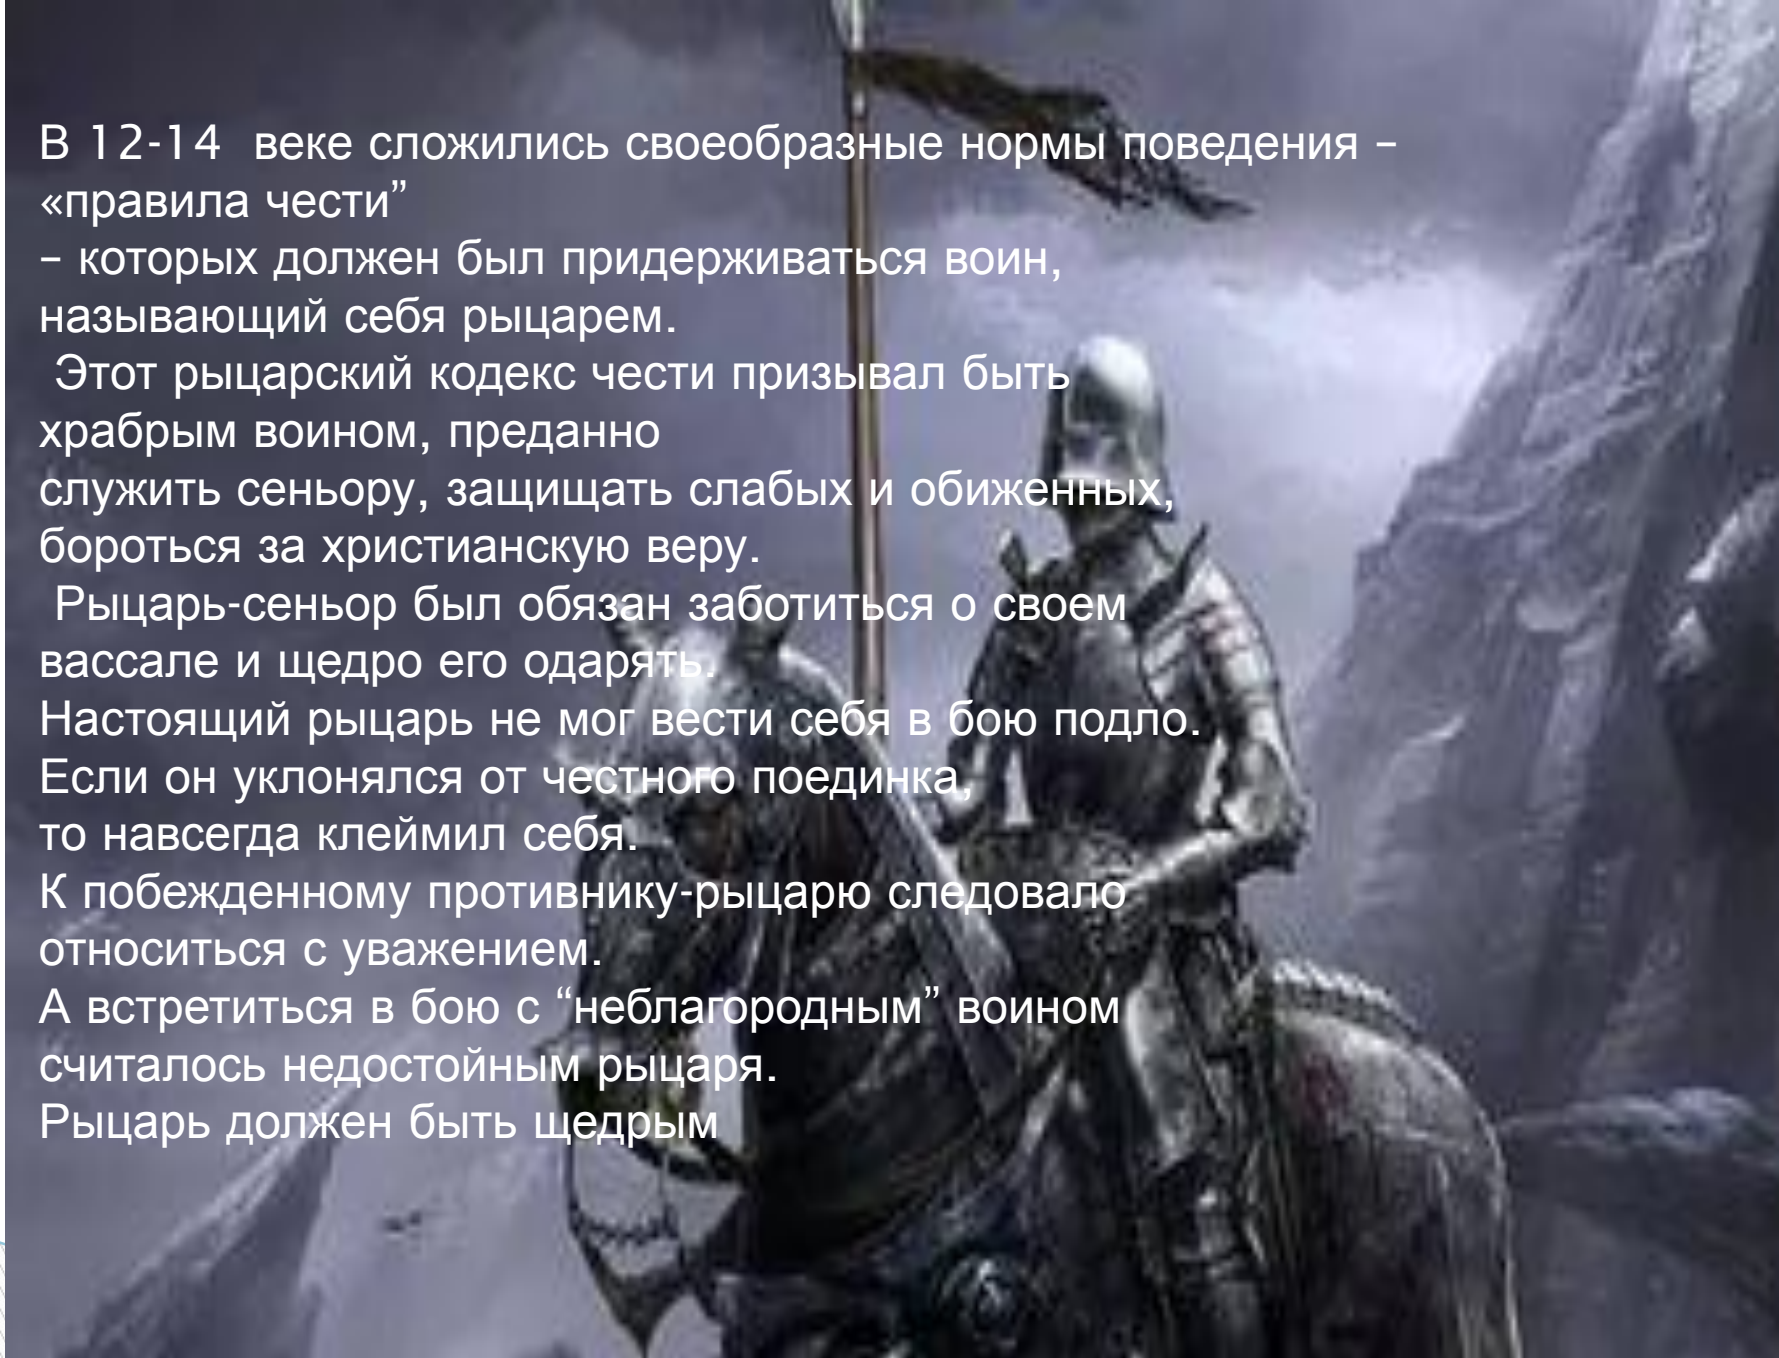 В 12-14 веке сложились своеобразные нормы поведения –
«правила чести”
– которых должен был придерживаться воин,
называющий себя рыцарем.
Этот рыцарский кодекс чести призывал быть
храбрым воином, преданно
служить сеньору, защищать слабых и обиженных,
бороться за христианскую веру.
Рыцарь-сеньор был обязан заботиться о своем
вассале и щедро его одарять.
Настоящий рыцарь не мог вести себя в бою подло.
Если он уклонялся от честного поединка,
то навсегда клеймил себя.
К побежденному противнику-рыцарю следовало
относиться с уважением.
А встретиться в бою с “неблагородным” воином
считалось недостойным рыцаря.
Рыцарь должен быть щедрым